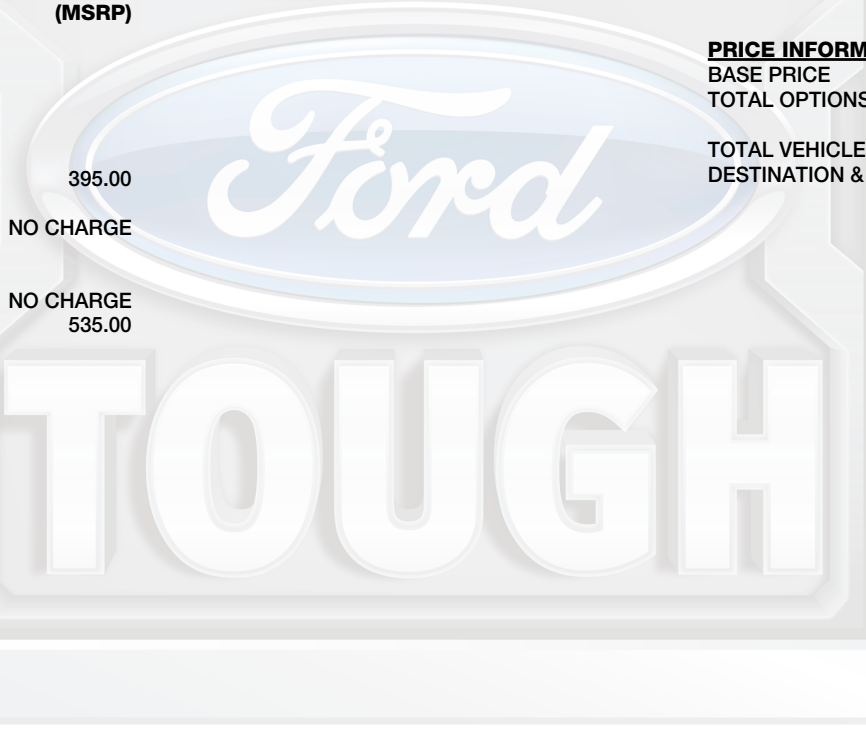 (MSRP)
395.00
NO CHARGE
NO CHARGE
535.00
PRICE INFORM
BASE PRICE
TOTAL OPTIONS
TOTAL VEHICLE
DESTINATION &
Ford
TOUGH